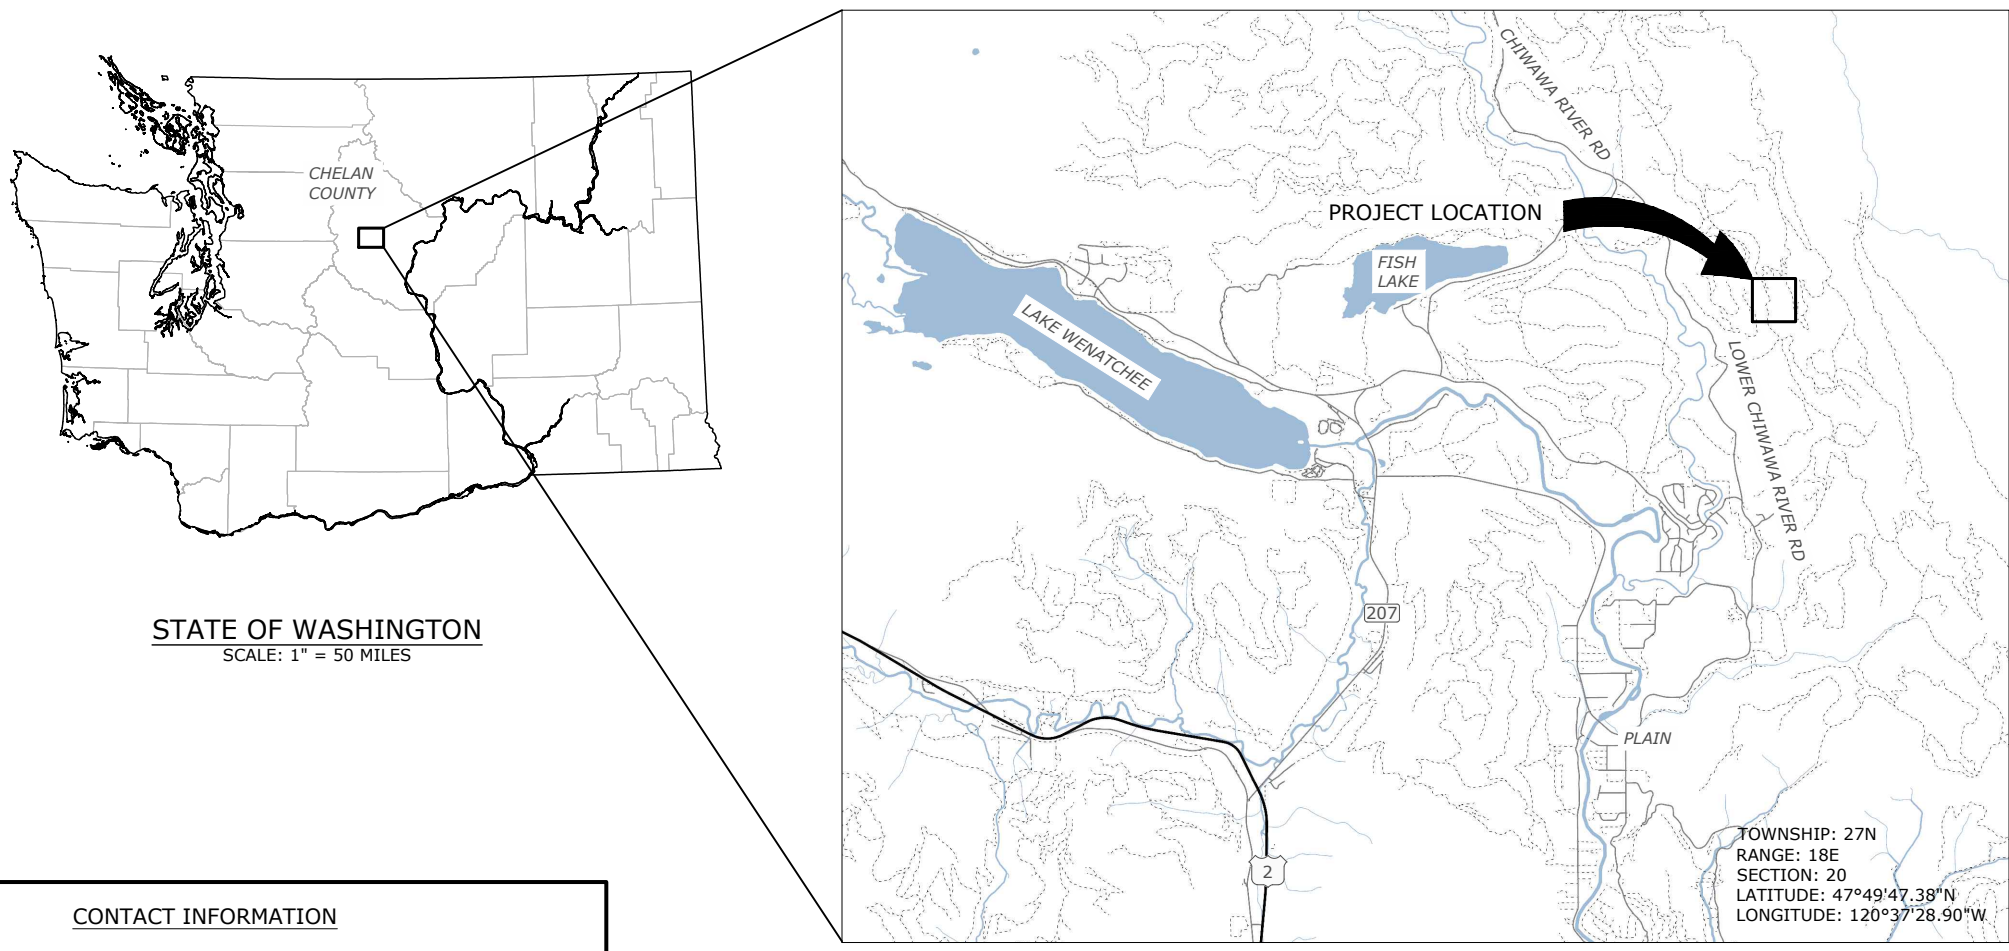 CHELAN
COUNTY
STATE OF WASHINGTON
SCALE: 1" = 50 MILES
CONTACT INFORMATION
CHIWAWA RIVER RD
PROJECT LOCATION
FISH
LAKE
LAKE WENATCHEE
LOWER CHIWAWA RIVER RD
207
PLAIN
2
TOWNSHIP: 27N
RANGE: 18E
SECTION: 20
LATITUDE: 47°49'47.38"N
LONGITUDE: 120°37'28.90"W